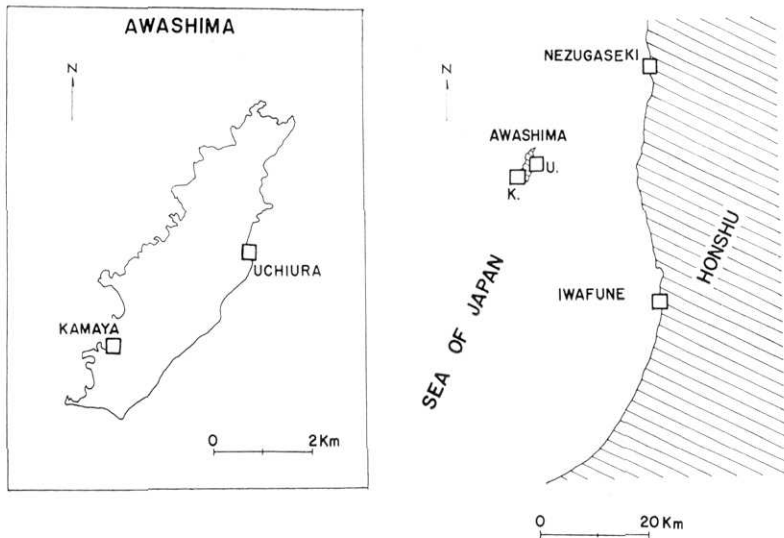 AWASHIMA
N
UCHIURA
KAMAYA
0 2Km
NEZUGASEKI
N
AWASHIMA
U.
K.
HONSHU
IWAFUNE
SEA OF JAPAN
0 20Km